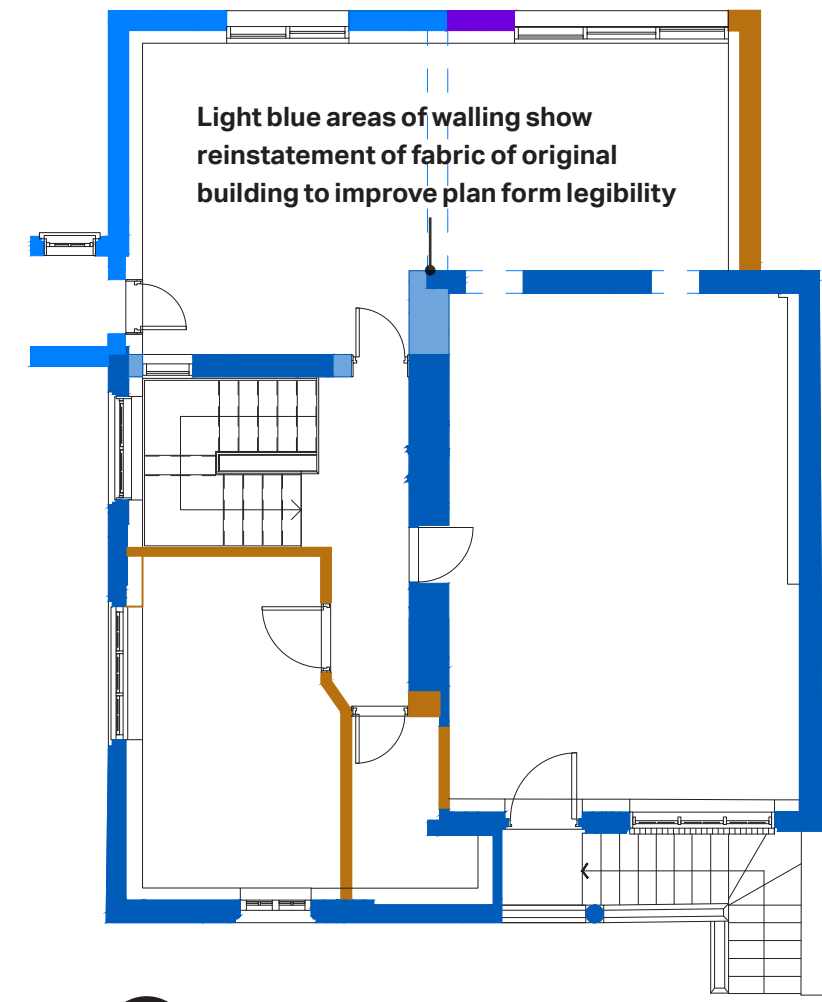 Light blue areas of walling show
reinstatement of fabric of original
building to improve plan form legibility